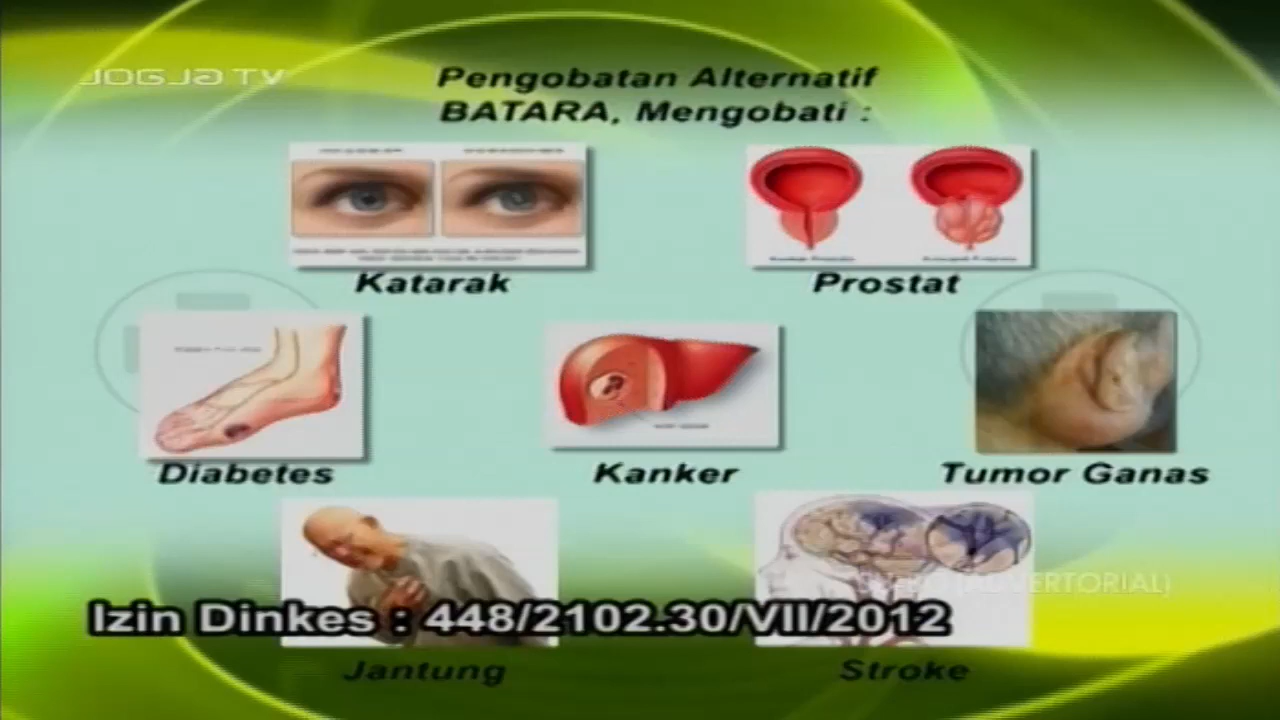 JOGJA TV
Pengobatan Alternatif
BATARA, Mengobati :
Katarak
Prostat
Diabetes
Kanker
Tumor Ganas
(ADVERTORIAL)
Izin Dinkes : 448/2102.30/VII/2012
Jantung
Stroke